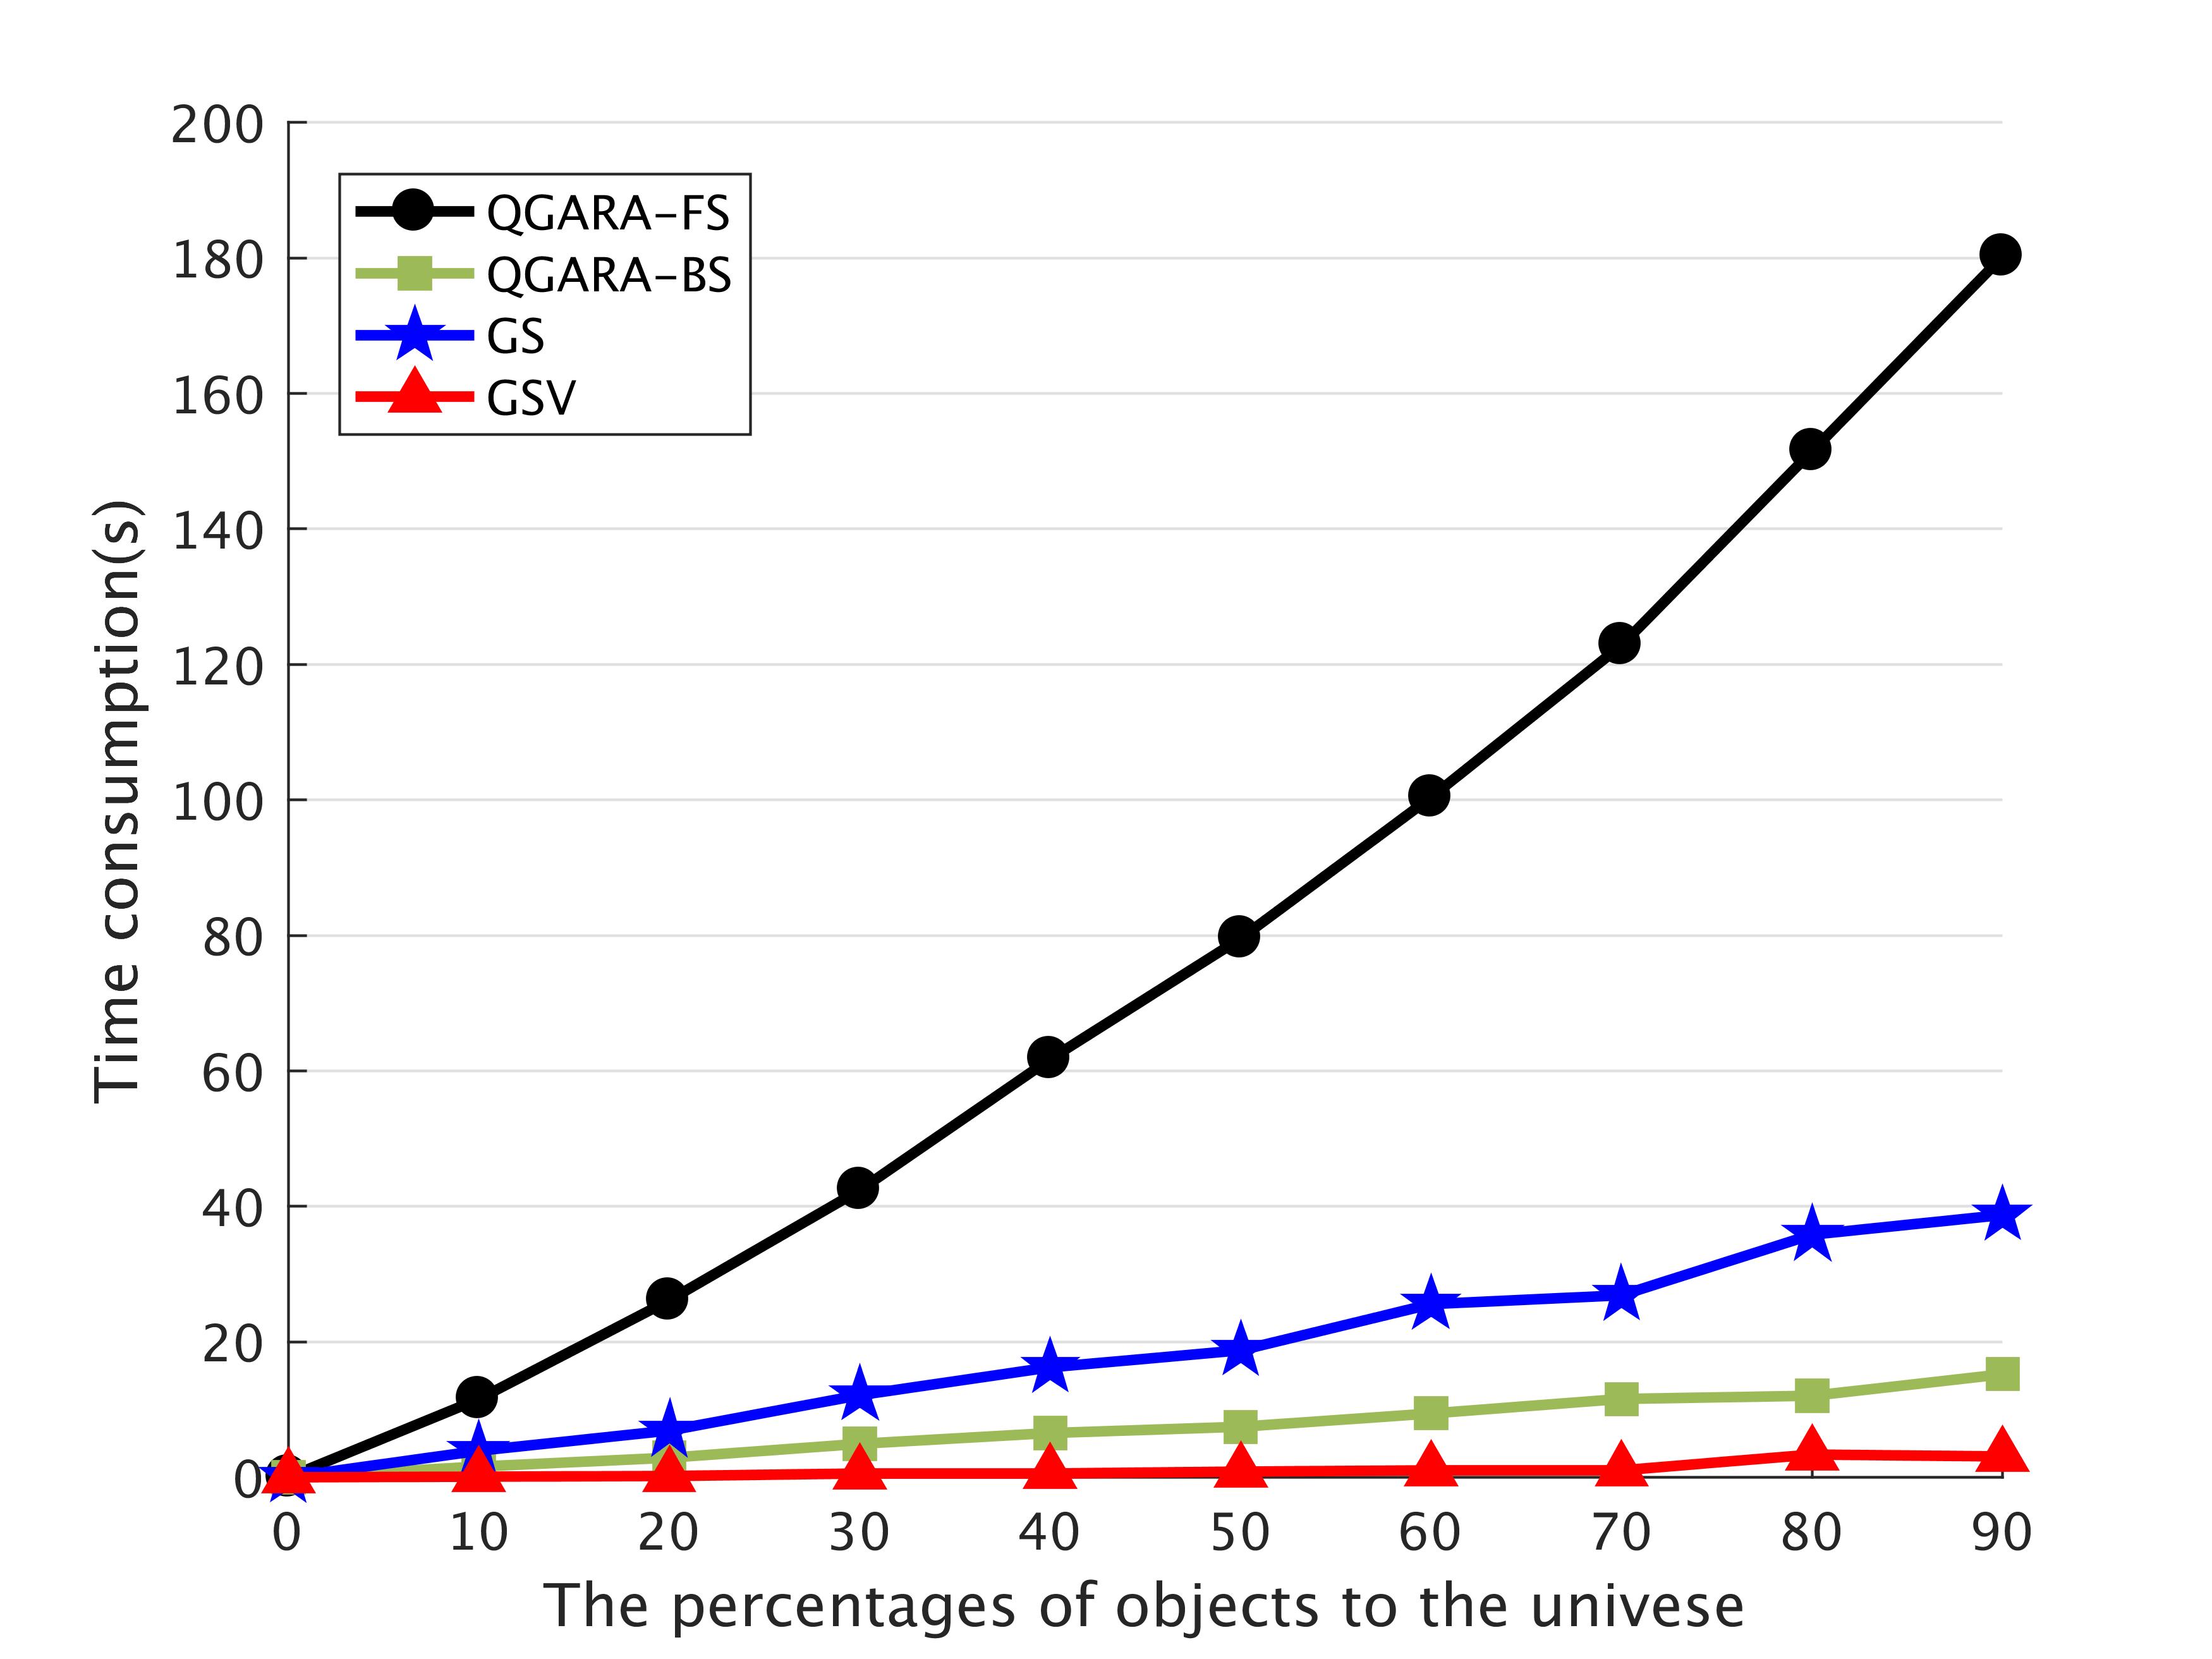 200
180
160
140
120
100
80
60
40
20
0
Time consumption(s)
QGARA-FS
QGARA-BS
GS
GSV
0 10 20 30 40 50 60 70 80 90
The percentages of objects to the univese